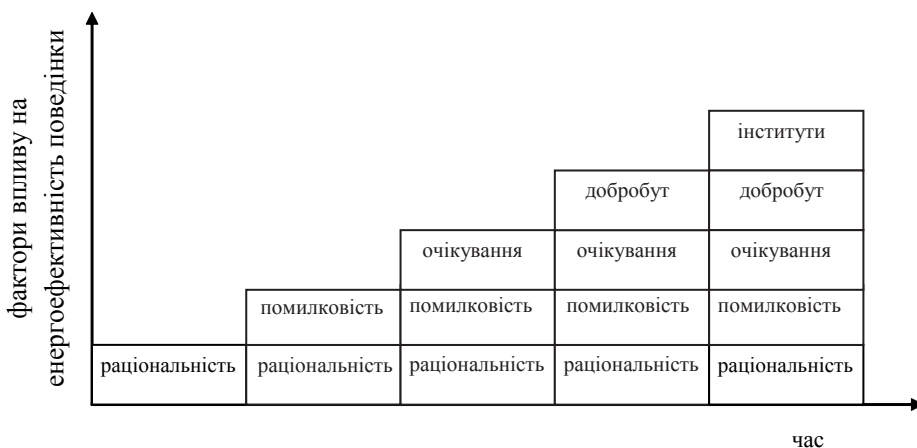 фактори впливу на
енергоефективність поведінки
інститути
добробут добробут
очікування очікування очікування
помилковість помилковість помилковість помилковість
раціональність раціональність раціональність раціональність раціональність
час